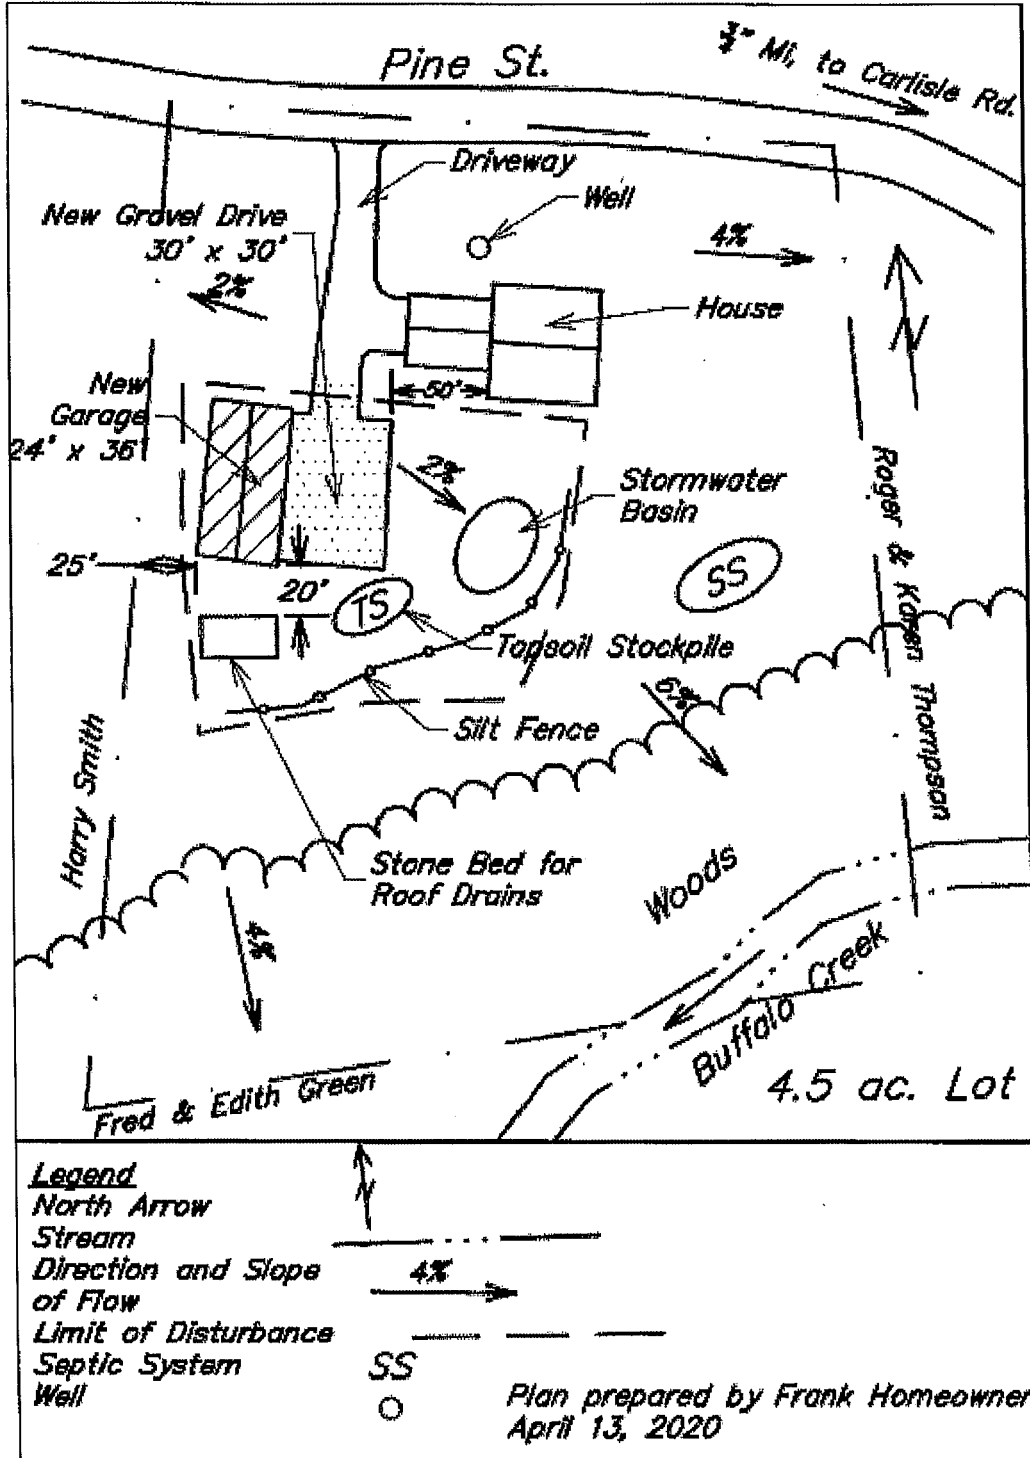 Pine St.
3/4" Mi, to Carlisle Rd.
Driveway
Well
New Gravel Drive
30' x 30'
2%
4%
N
House
New
Garage
24' x 36'
50'
2%
Stormwater
Basin
Roger & Karen Thompson
25'
20'
TS
SS
Topsoil Stockpile
6%
Silt Fence
Harry Smith
Stone Bed for
Roof Drains
Woods
4%
Buffalo Creek
Fred & Edith Green
4.5 ac. Lot
Legend
North Arrow
N
Stream
Direction and Slope
of Flow
4%
Limit of Disturbance
Septic System
SS
Well
Plan prepared by Frank Homeowner
April 13, 2020